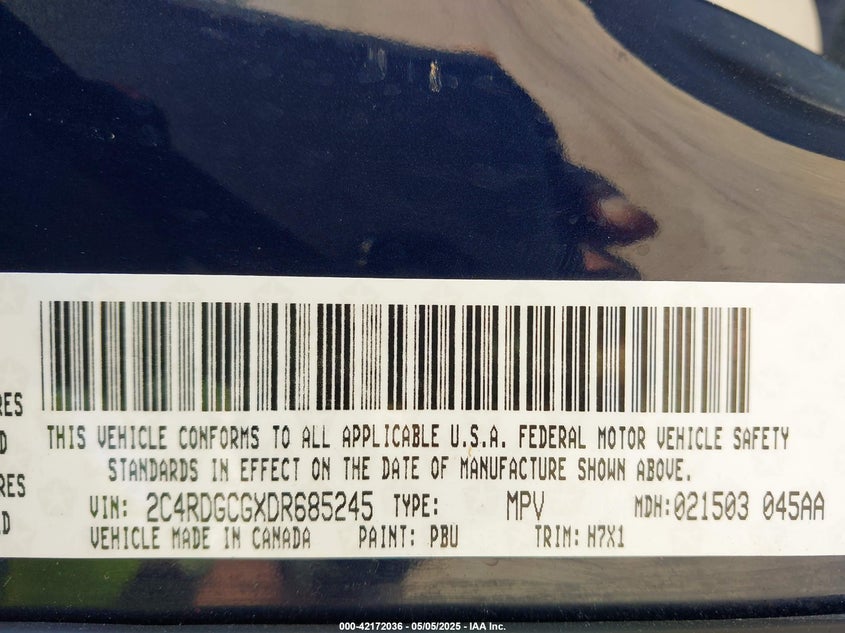 RES
D
RES
D
THIS VEHICLE CONFORMS TO ALL APPLICABLE U.S.A. FEDERAL MOTOR VEHICLE SAFETY
STANDARDS IN EFFECT ON THE DATE OF MANUFACTURE SHOWN ABOVE.
VIN: 2C4RDGCGXDR685245 TYPE: MPV MDH:021503 045AA
VEHICLE MADE IN CANADA PAINT: PBU TRIM: H7X1
000-42172036 - 05/05/2025 - IAA Inc.